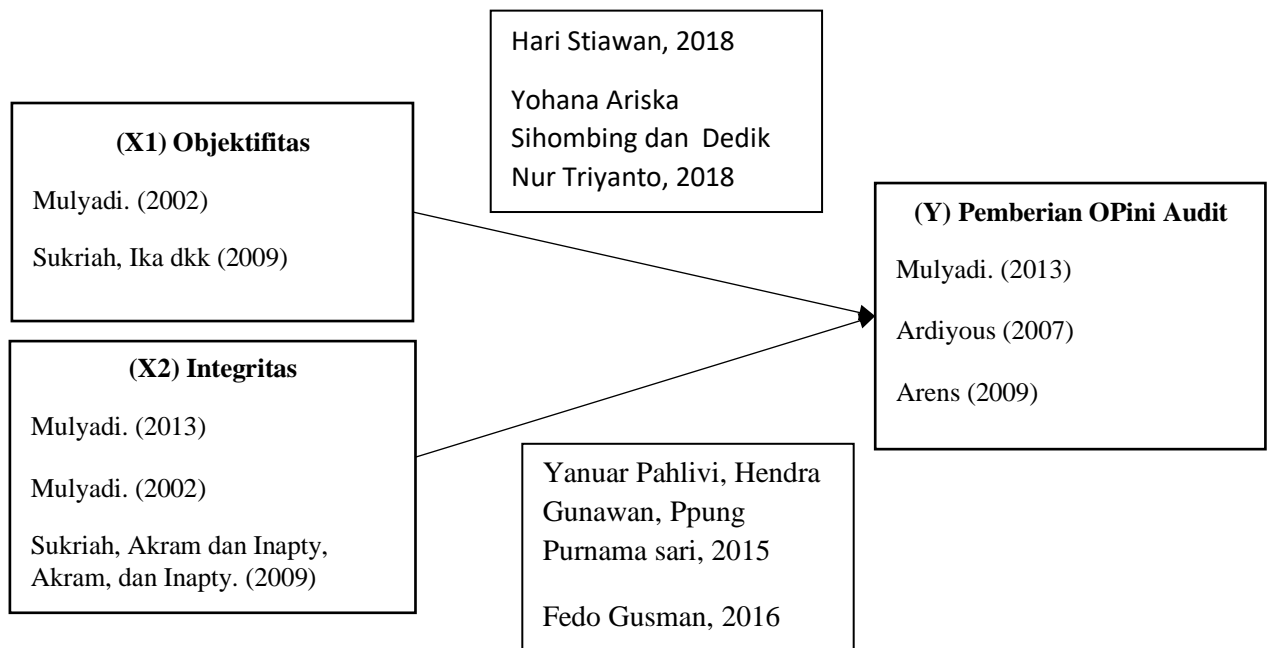 Hari Stiawan, 2018
Yohana Ariska
Sihombing dan Dedik
Nur Triyanto, 2018
(X1) Objektifitas
Mulyadi. (2002)
Sukriah, Ika dkk (2009)
(Y) Pemberian OPini Audit
Mulyadi. (2013)
Ardiyous (2007)
Arens (2009)
(X2) Integritas
Mulyadi. (2013)
Mulyadi. (2002)
Sukriah, Akram dan Inapty,
Akram, dan Inapty. (2009)
Yanuar Pahlivi, Hendra
Gunawan, Ppung
Purnama sari, 2015
Fedo Gusman, 2016